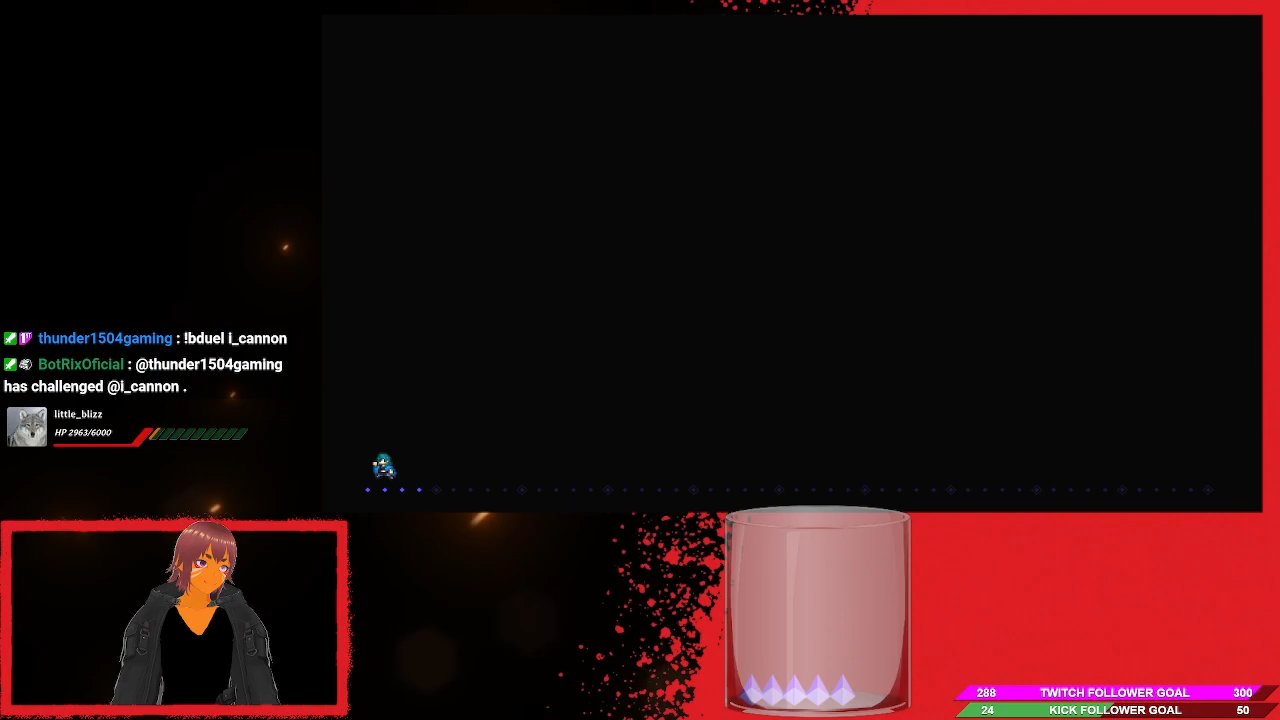 thunder1504gaming : !bduel i_cannon
BotRixOficial : @thunder1504gaming
has challenged @i_cannon .
little_blizz
HP 2963/6000
288 TWITCH FOLLOWER GOAL 300
24 KICK FOLLOWER GOAL 50